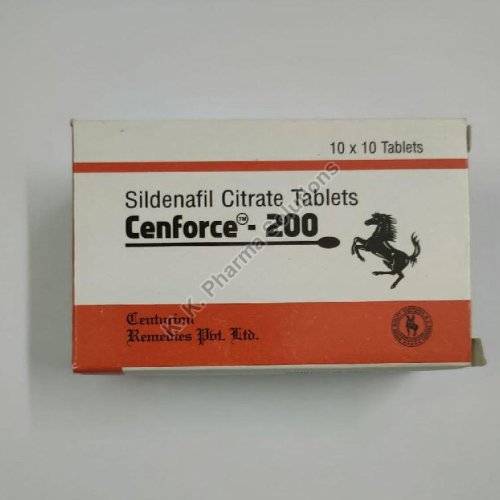 10 x 10 Tablets
Sildenafil Citrate Tablets
Cenforce™ - 200
Centurion
Remedies Pvt. Ltd.
K. K. Pharma Solutions